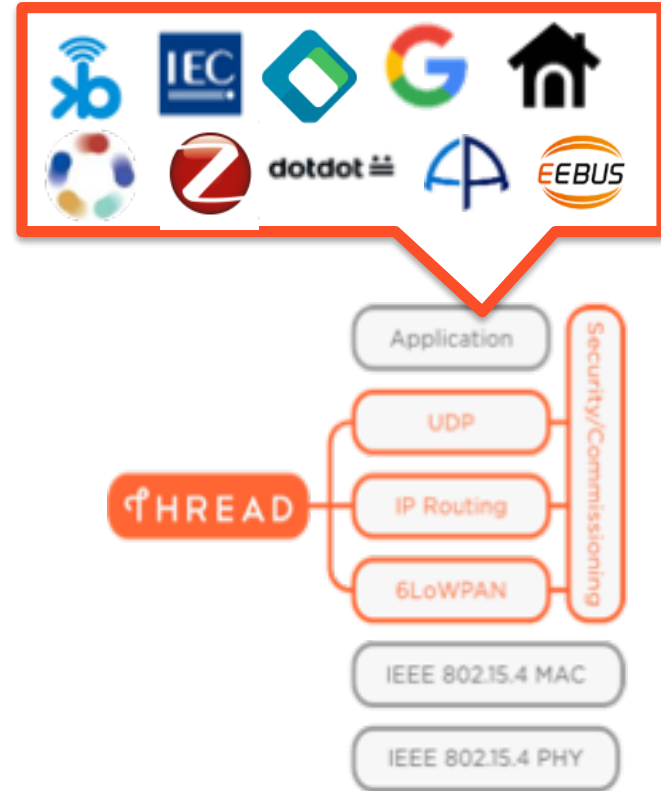 IEC
dotdot
EEBUS
Application
UDP
THREAD
IP Routing
6LoWPAN
Security/Commissioning
IEEE 802.15.4 MAC
IEEE 802.15.4 PHY